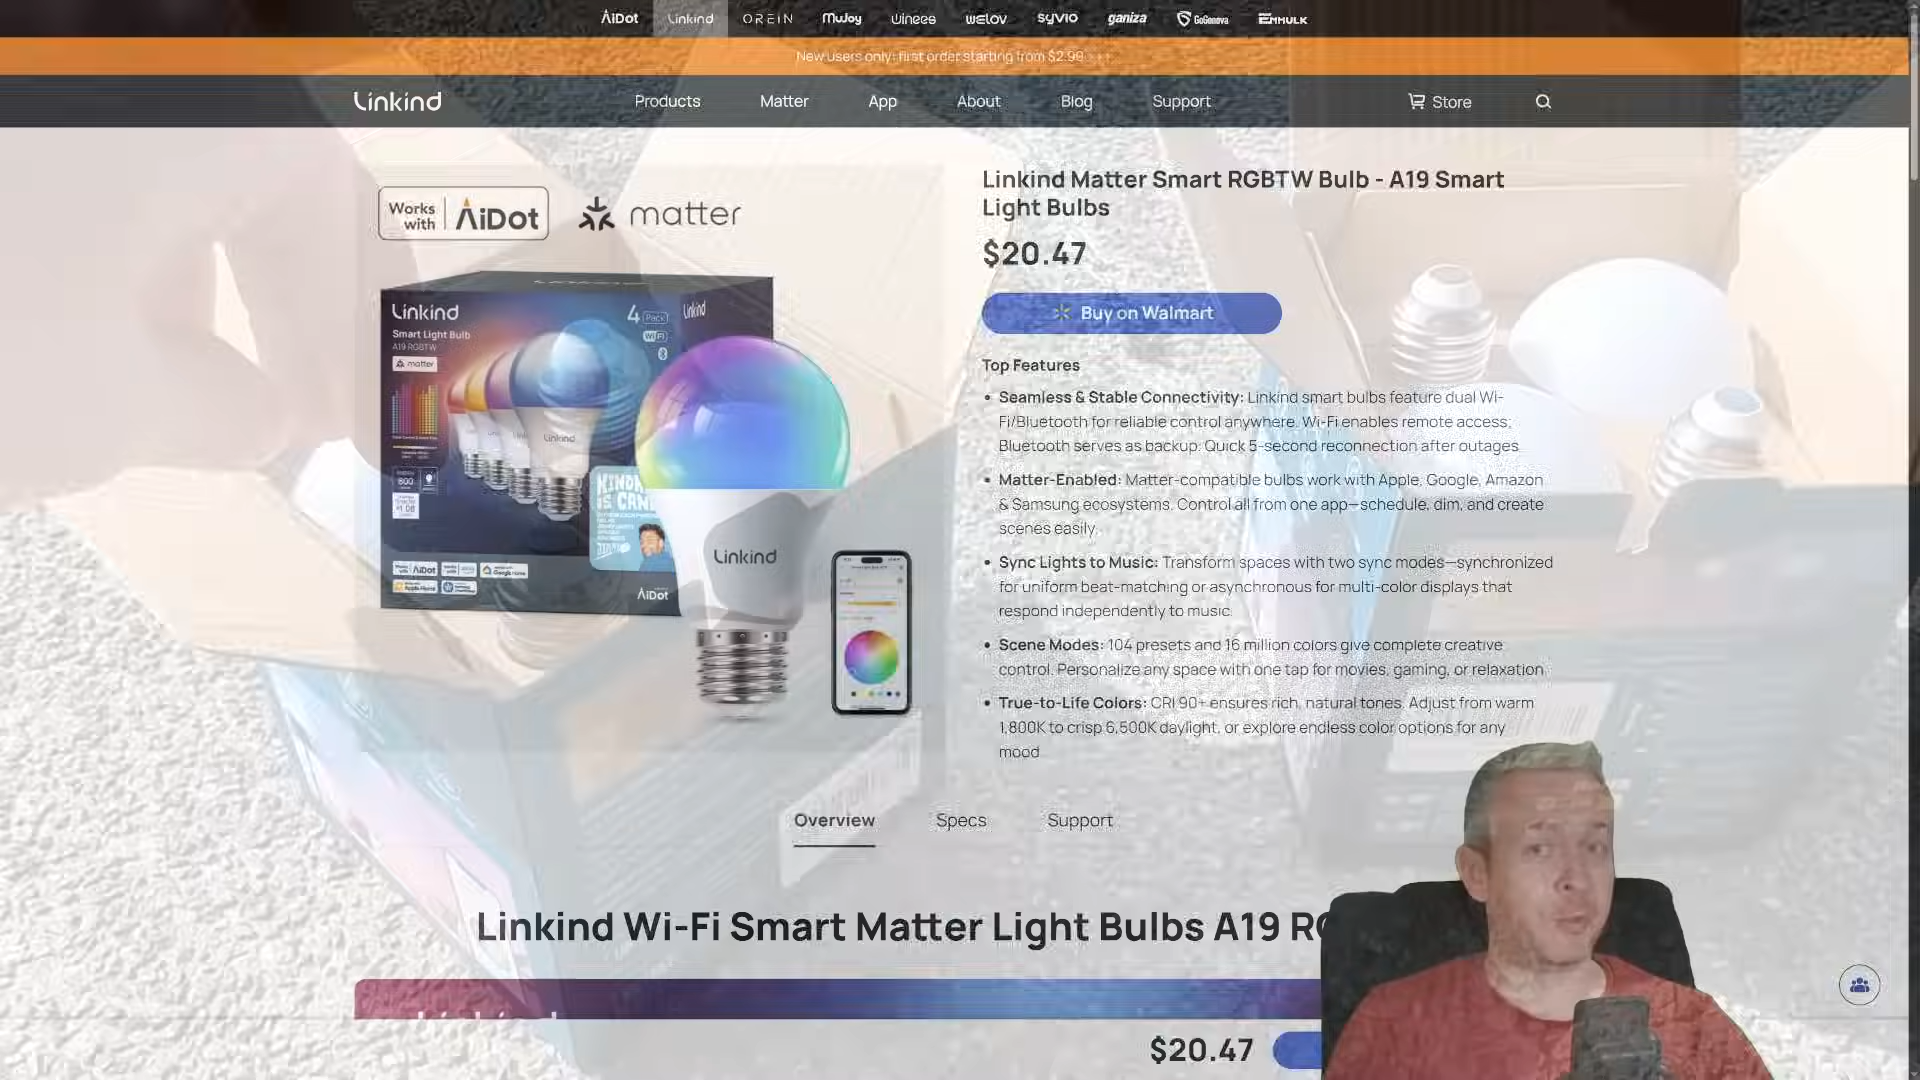 AiDot Linkind OREIN MuJoy Winees WELOV SYVIO ganiza GoGonova EMHULK
New users only: first order starting from $2.99
Linkind Products Matter App About Blog Support Store
Works with AiDot matter
Linkind Matter Smart RGBTW Bulb - A19 Smart
Light Bulbs
$20.47
Buy on Walmart
Top Features
Seamless & Stable Connectivity: Linkind smart bulbs feature dual Wi-
Fi/Bluetooth for reliable control anywhere. Wi-Fi enables remote access;
Bluetooth serves as backup. Quick 5-second reconnection after outages.
Matter-Enabled: Matter-compatible bulbs work with Apple, Google, Amazon
& Samsung ecosystems. Control all from one app—schedule, dim, and create
scenes easily.
Sync Lights to Music: Transform spaces with two sync modes—synchronized
for uniform beat-matching or asynchronous for multi-color displays that
respond independently to music.
Scene Modes: 104 presets and 16 million colors give complete creative
control. Personalize any space with one tap for movies, gaming, or relaxation.
True-to-Life Colors: CRI 90+ ensures rich, natural tones. Adjust from warm
1,800K to crisp 6,500K daylight, or explore endless color options for any
mood
Linkind
Smart Light Bulb
A19 RGBTW
matter
4 Pack
Linkind
WiFi
800
Linkind
KIND
IS
AiDot
Google Home
AiDot
Linkind
Overview Specs Support
Linkind Wi-Fi Smart Matter Light Bulbs A19
$20.47